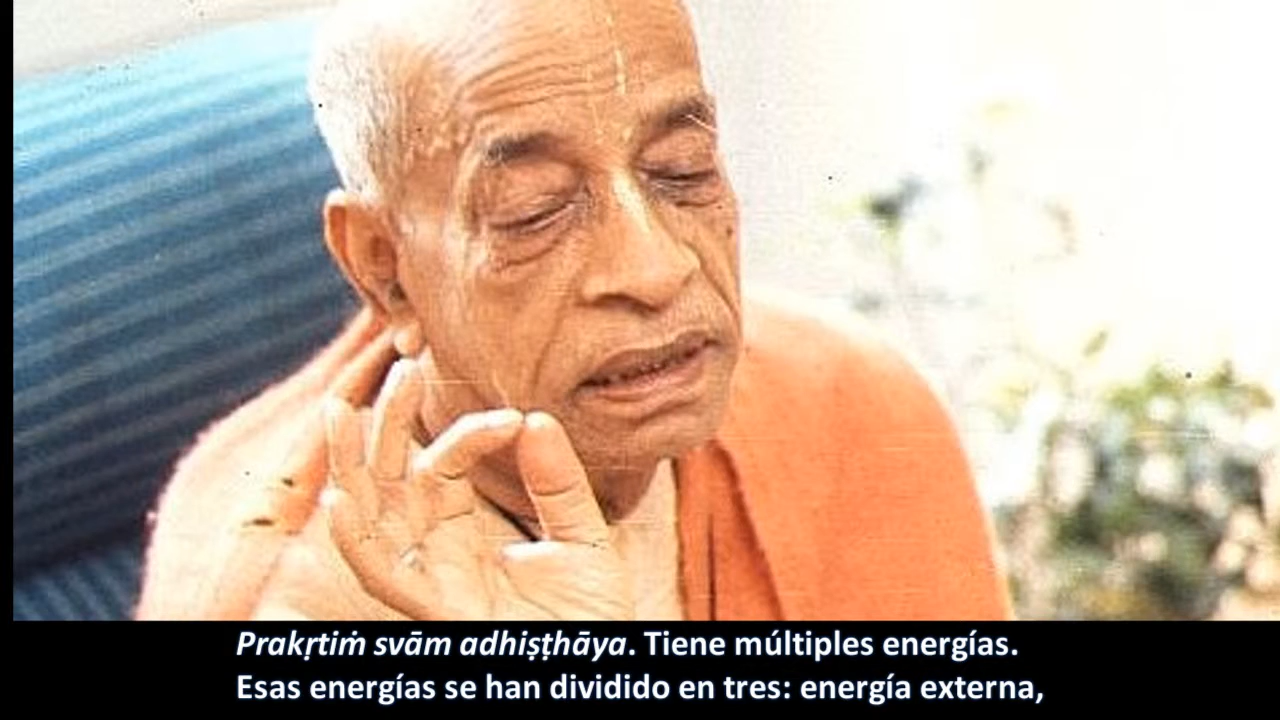 Prakṛtiṁ svām adhiṣṭhāya. Tiene múltiples energías.
Esas energías se han dividido en tres: energía externa,